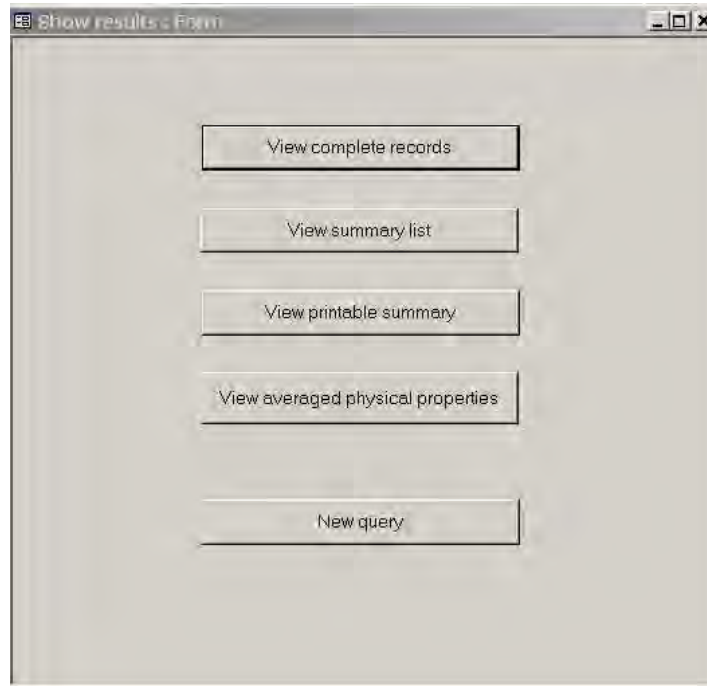 Show results : Form
View complete records
View summary list
View printable summary
View averaged physical properties
New query